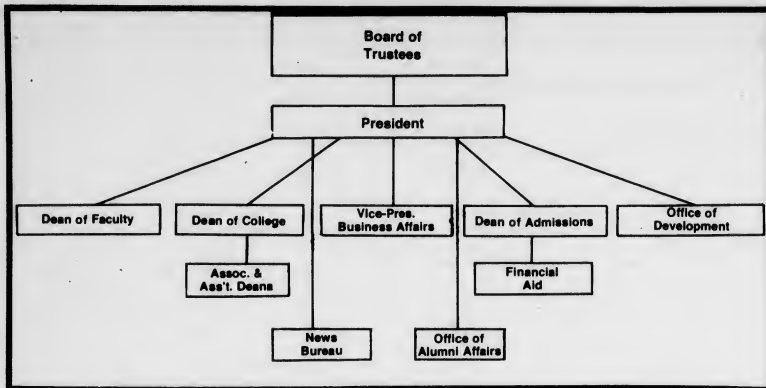 Board of
Trustees
President
Dean of Faculty
Dean of College
Vice-Pres.
Business Affairs
Dean of Admissions
Office of
Development
Assoc. &
Ass't. Deans
Financial
Aid
News
Bureau
Office of
Alumni Affairs